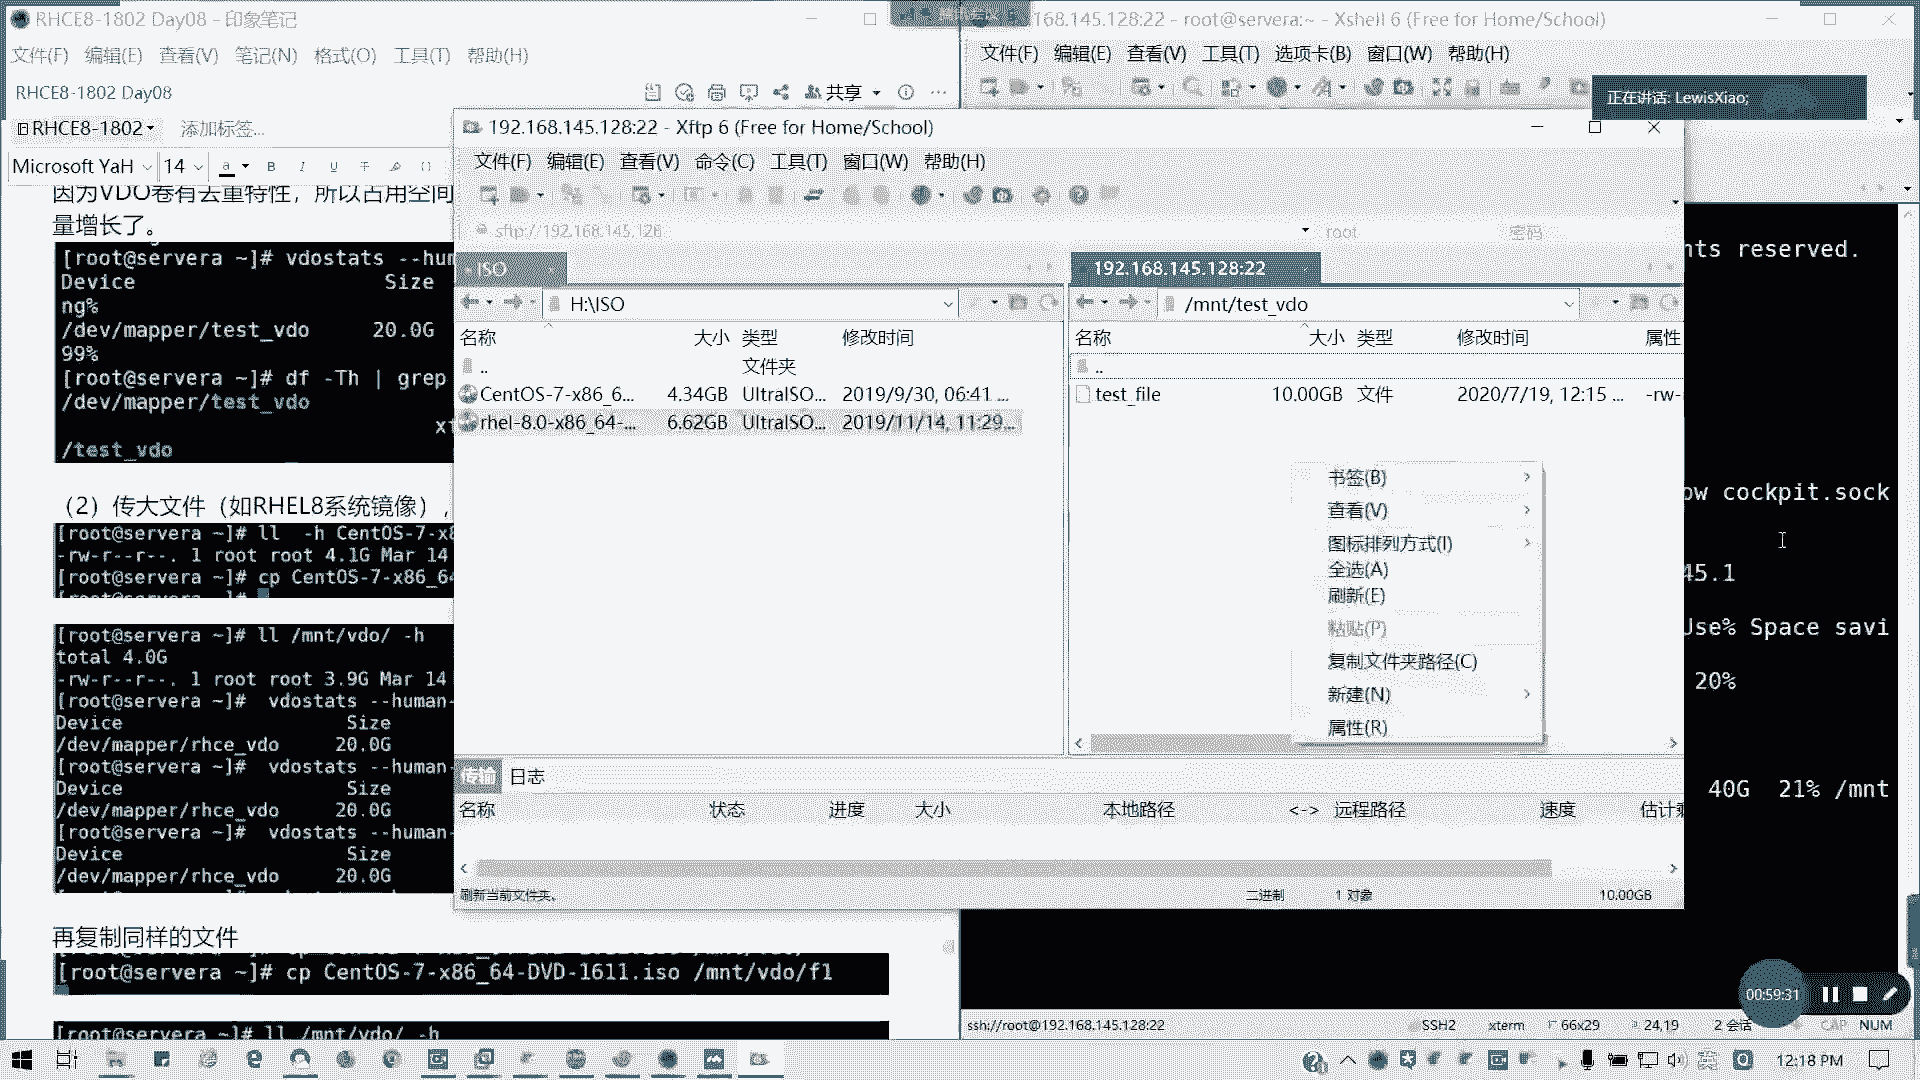 RHCE8-1802 Day08 - 印象笔记
文件(F) 编辑(E) 查看(V) 笔记(N) 格式(O) 工具(T) 帮助(H)
RHCE8-1802 Day08
共享
RHCE8-1802
添加标签...
Microsoft YaH 14
因为VDO卷有去重特性，所以占用空间
量增长了。
[root@servera ~]# vdostats --hum
Device Size
ng%
/dev/mapper/test_vdo 20.0G
99%
[root@servera ~]# df -Th | grep
/dev/mapper/test_vdo
/test_vdo
（2）传大文件（如RHEL8系统镜像），
[root@servera ~]# ll -h CentOS-7-x8
-rw-r--r--. 1 root root 4.1G Mar 14
[root@servera ~]# cp CentOS-7-x86_64
[root@servera ~]#
[root@servera ~]# ll /mnt/vdo/ -h
total 4.0G
-rw-r--r--. 1 root root 3.9G Mar 14
[root@servera ~]# vdostats --human-
Device Size
/dev/mapper/rhce_vdo 20.0G
[root@servera ~]# vdostats --human-
Device Size
/dev/mapper/rhce_vdo 20.0G
[root@servera ~]# vdostats --human-
Device Size
/dev/mapper/rhce_vdo 20.0G
再复制同样的文件
[root@servera ~]# cp CentOS-7-x86_64-DVD-1611.iso /mnt/vdo/f1
[root@servera ~]# ll /mnt/vdo/ -h
192.168.145.128:22 - Xftp 6 (Free for Home/School)
文件(F) 编辑(E) 查看(V) 命令(C) 工具(T) 窗口(W) 帮助(H)
sftp://192.168.145.128
root
密码
ISO
H:\ISO
名称 大小 类型 修改时间
.. 文件夹
CentOS-7-x86_6... 4.34GB UltraISO... 2019/9/30, 06:41 ...
rhel-8.0-x86_64-... 6.62GB UltraISO... 2019/11/14, 11:29...
192.168.145.128:22
/mnt/test_vdo
名称 大小 类型 修改时间 属性
..
test_file 10.00GB 文件 2020/7/19, 12:15 ... -rw-
书签(B)
查看(V)
图标排列方式(I)
全选(A)
刷新(E)
粘贴(P)
复制文件夹路径(C)
新建(N)
属性(R)
传输 日志
名称 状态 进度 大小 本地路径 <-> 远程路径 速度 估计
刷新当前文件夹。 二进制 1 对象 10.00GB
168.145.128:22 - root@servera:~ - Xshell 6 (Free for Home/School)
文件(F) 编辑(E) 查看(V) 工具(T) 选项卡(B) 窗口(W) 帮助(H)
正在讲话: LewisXiao;
hts reserved.
ow cockpit.sock
45.1
Use% Space savi
20%
40G 21% /mnt
00:59:31
ssh://root@192.168.145.128:22 SSH2 xterm 66x29 24,19 2 会话 CAP NUM
12:18 PM